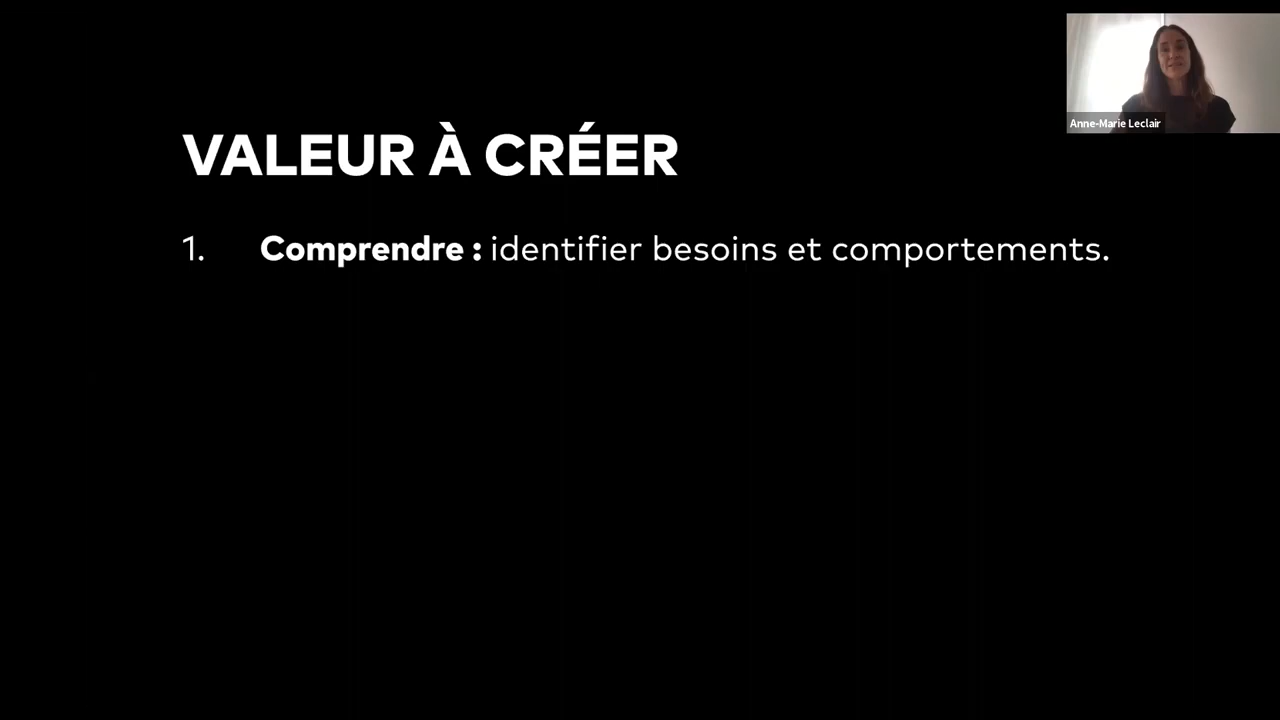 Anne-Marie Leclair
VALEUR À CRÉER
1. Comprendre : identifier besoins et comportements.